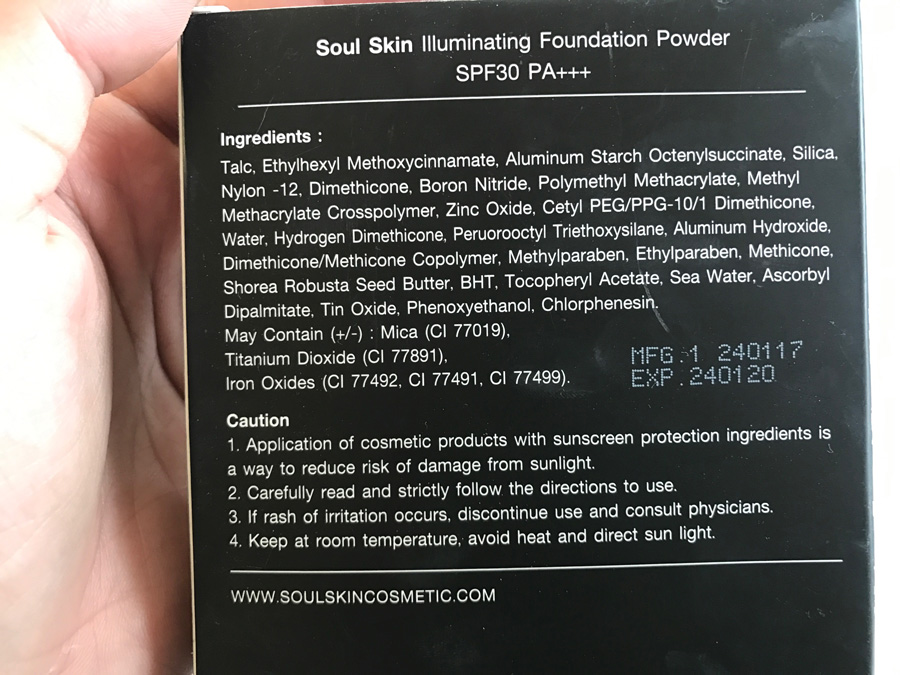 Soul Skin Illuminating Foundation Powder
SPF30 PA+++
Ingredients :
Talc, Ethylhexyl Methoxycinnamate, Aluminum Starch Octenylsuccinate, Silica,
Nylon -12, Dimethicone, Boron Nitride, Polymethyl Methacrylate, Methyl
Methacrylate Crosspolymer, Zinc Oxide, Cetyl PEG/PPG-10/1 Dimethicone,
Water, Hydrogen Dimethicone, Peruorooctyl Triethoxysilane, Aluminum Hydroxide,
Dimethicone/Methicone Copolymer, Methylparaben, Ethylparaben, Methicone,
Shorea Robusta Seed Butter, BHT, Tocopheryl Acetate, Sea Water, Ascorbyl
Dipalmitate, Tin Oxide, Phenoxyethanol, Chlorphenesin.
May Contain (+/-) : Mica (CI 77019),
Titanium Dioxide (CI 77891),
Iron Oxides (CI 77492, CI 77491, CI 77499).
MFG.1 240117
EXP.240120
Caution
1. Application of cosmetic products with sunscreen protection ingredients is
a way to reduce risk of damage from sunlight.
2. Carefully read and strictly follow the directions to use.
3. If rash of irritation occurs, discontinue use and consult physicians.
4. Keep at room temperature, avoid heat and direct sun light.
WWW.SOULSKINCOSMETIC.COM